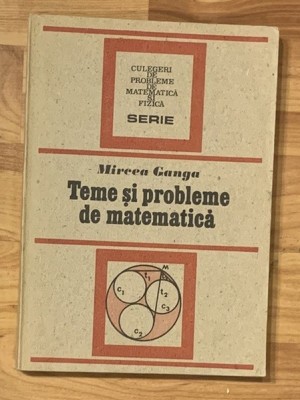 CULEGERI
DE
PROBLEME
DE
MATEMATICĂ
ŞI
FIZICĂ
SERIE
Mircea Ganga
Teme şi probleme
de matematică
M
t₁
C₁
t₂
C₃
C₂